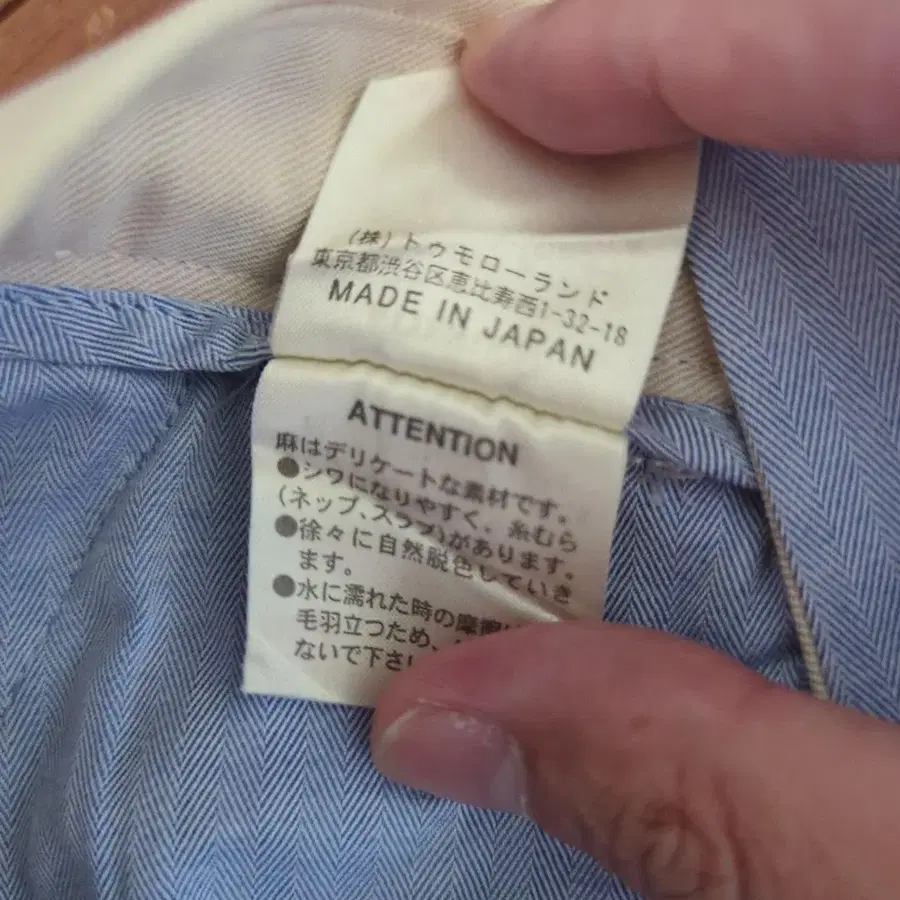 (株)トゥモローランド
東京都渋谷区恵比寿西1-32-18
MADE IN JAPAN
ATTENTION
麻はデリケートな素材です。
●シワになりやすく、糸むら
(ネップ、スラブ)があります。
●徐々に自然脱色していき
ます。
●水に濡れた時の摩擦
毛羽立つため、
ないで下さい